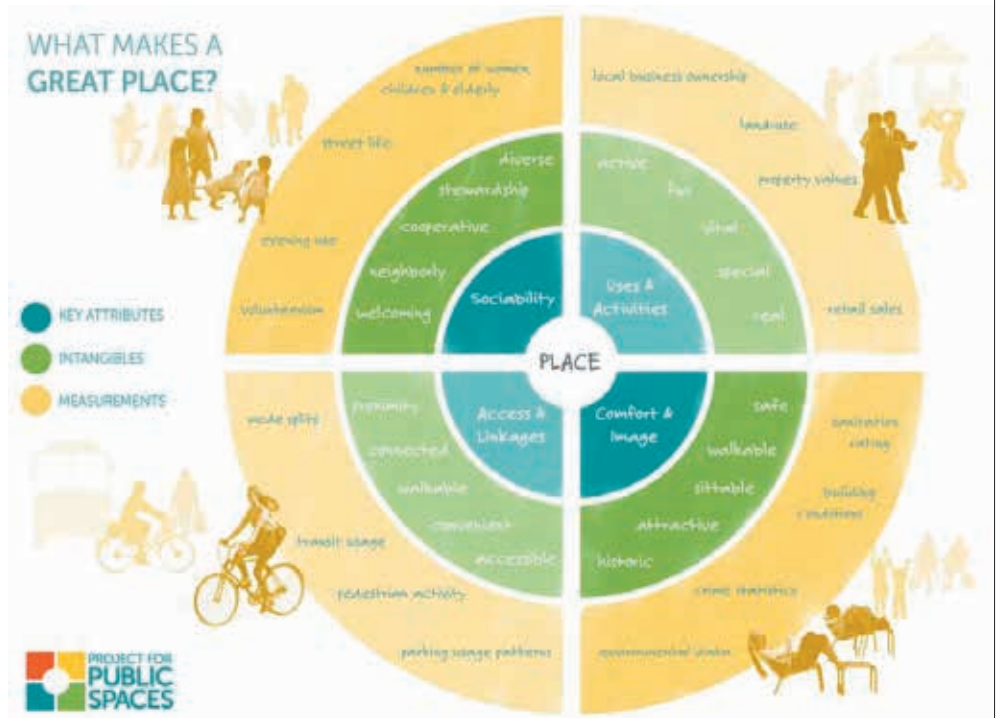 WHAT MAKES A
GREAT PLACE?
number of women,
children & elderly
street life
evening use
volunteerism
diverse
stewardship
cooperative
neighborly
welcoming
Sociability
local business ownership
landuse
property values
retail sales
active
fun
vital
special
real
Uses &
Activities
KEY ATTRIBUTES
INTANGIBLES
MEASUREMENTS
PLACE
mode splits
transit usage
pedestrian activity
parking usage patterns
proximity
connected
walkable
convenient
accessible
Access &
Linkages
Comfort &
Image
safe
walkable
sittable
attractive
historic
sanitation
rating
building
conditions
crime statistics
environmental data
PROJECT FOR
PUBLIC
SPACES